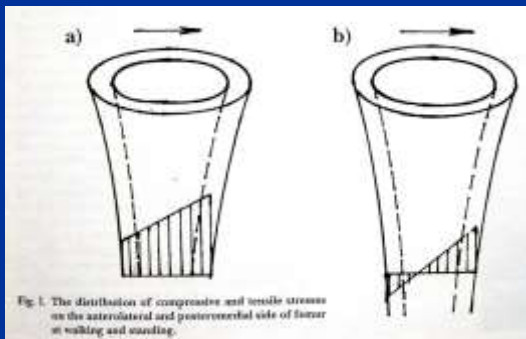 a)
b)
Fig. 1. The distribution of compressive and tensile stresses
on the anterolateral and posteromedial side of femur
at walking and standing.